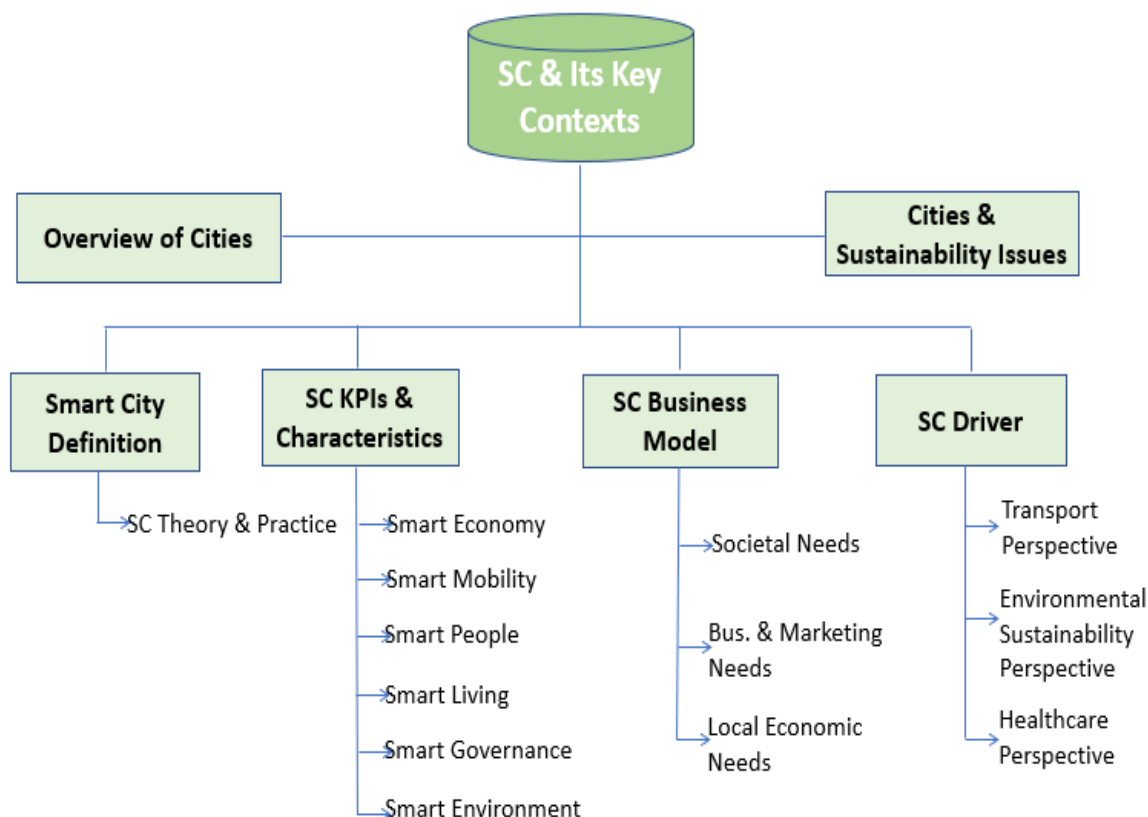 SC & Its Key
Contexts
Overview of Cities
Cities &
Sustainability Issues
Smart City
Definition
SC KPIs &
Characteristics
SC Business
Model
SC Driver
SC Theory & Practice
Smart Economy
Smart Mobility
Smart People
Smart Living
Smart Governance
Smart Environment
Societal Needs
Bus. & Marketing
Needs
Local Economic
Needs
Transport
Perspective
Environmental
Sustainability
Perspective
Healthcare
Perspective